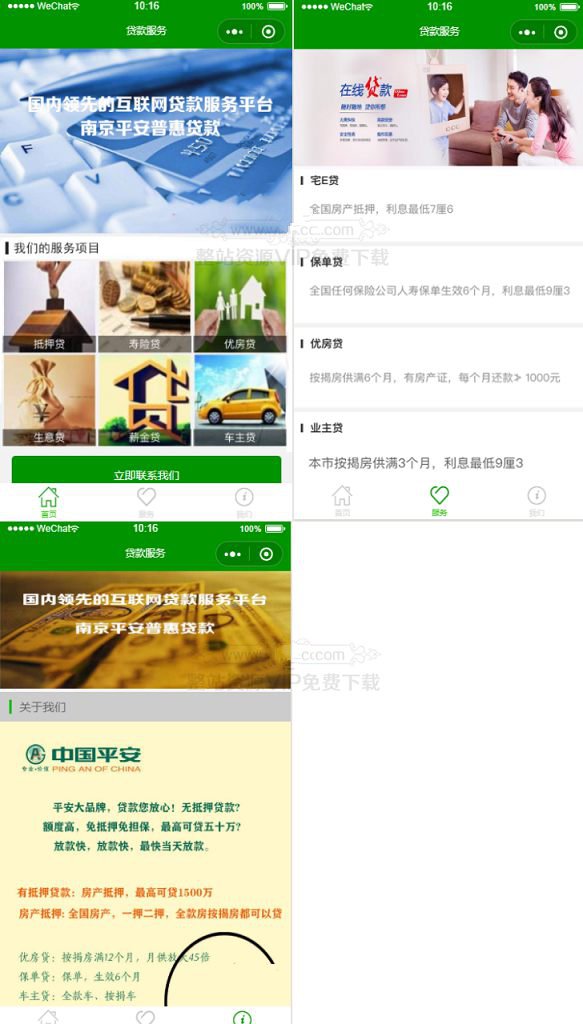 WeChat
10:16
100%
贷款服务
国内领先的互联网贷款服务平台
南京平安普惠贷款
我们的服务项目
抵押贷
寿险贷
优房贷
生意贷
薪金贷
车主贷
立即联系我们
首页
服务
我们
WeChat
10:16
100%
贷款服务
在线贷款
宅E贷
全国房产抵押，利息最低7厘6
保单贷
全国任何保险公司人寿保单生效6个月，利息最低9厘3
优房贷
按揭房供满6个月，有房产证，每个月还款≥ 1000元
业主贷
本市按揭房供满3个月，利息最低9厘3
首页
服务
我们
整站资源VIP免费下载
WeChat
10:16
100%
贷款服务
国内领先的互联网贷款服务平台
南京平安普惠贷款
整站资源VIP免费下载
关于我们
中国平安
专业·价值 PING AN OF CHINA
平安大品牌，贷款您放心！无抵押贷款？
额度高，免抵押免担保，最高可贷五十万？
放款快，放款快，最快当天放款。
有抵押贷款：房产抵押，最高可贷1500万
房产抵押：全国房产，一押二押，全款房按揭房都可以贷
优房贷：按揭房满12个月，月供放大45倍
保单贷：保单，生效6个月
车主贷：全款车、按揭车